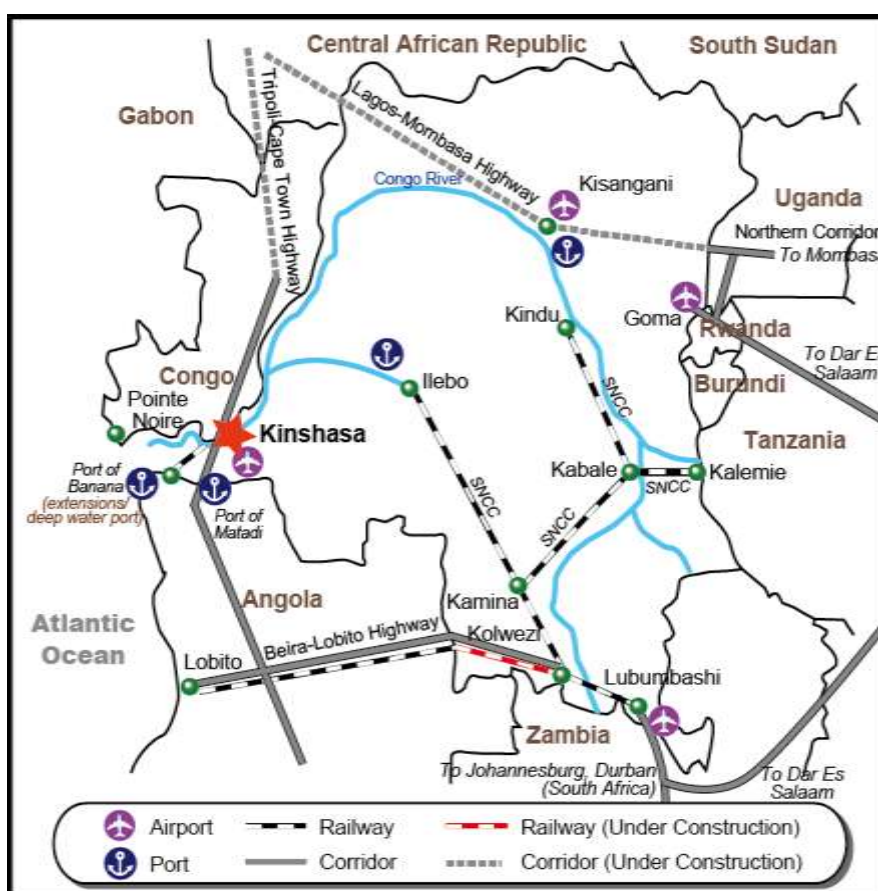 Central African Republic
South Sudan
Gabon
Tripoli-Cape Town Highway
Lagos-Mombasa Highway
Congo River
Kisangani
Uganda
Northern Corridor
To Mombasa
Kindu
Goma
Rwanda
To Dar Es
Salaam
Burundi
Congo
Ilebo
SNCC
Pointe
Noire
Kinshasa
Tanzania
Kabale
Kalemie
SNCC
Port of
Banana
(extensions/
deep water port)
Port of
Matadi
SNCC
SNCC
Angola
Kamina
Atlantic
Ocean
Beira-Lobito Highway
Kolwezi
Lobito
Lubumbashi
Zambia
To Johannesburg, Durban
(South Africa)
To Dar Es
Salaam
Airport
Railway
Railway (Under Construction)
Port
Corridor
Corridor (Under Construction)